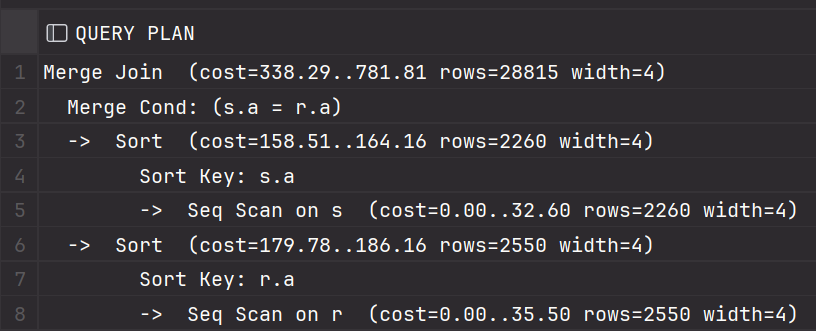 QUERY PLAN
1 Merge Join  (cost=338.29..781.81 rows=28815 width=4)
2   Merge Cond: (s.a = r.a)
3   ->  Sort  (cost=158.51..164.16 rows=2260 width=4)
4         Sort Key: s.a
5         ->  Seq Scan on s  (cost=0.00..32.60 rows=2260 width=4)
6   ->  Sort  (cost=179.78..186.16 rows=2550 width=4)
7         Sort Key: r.a
8         ->  Seq Scan on r  (cost=0.00..35.50 rows=2550 width=4)